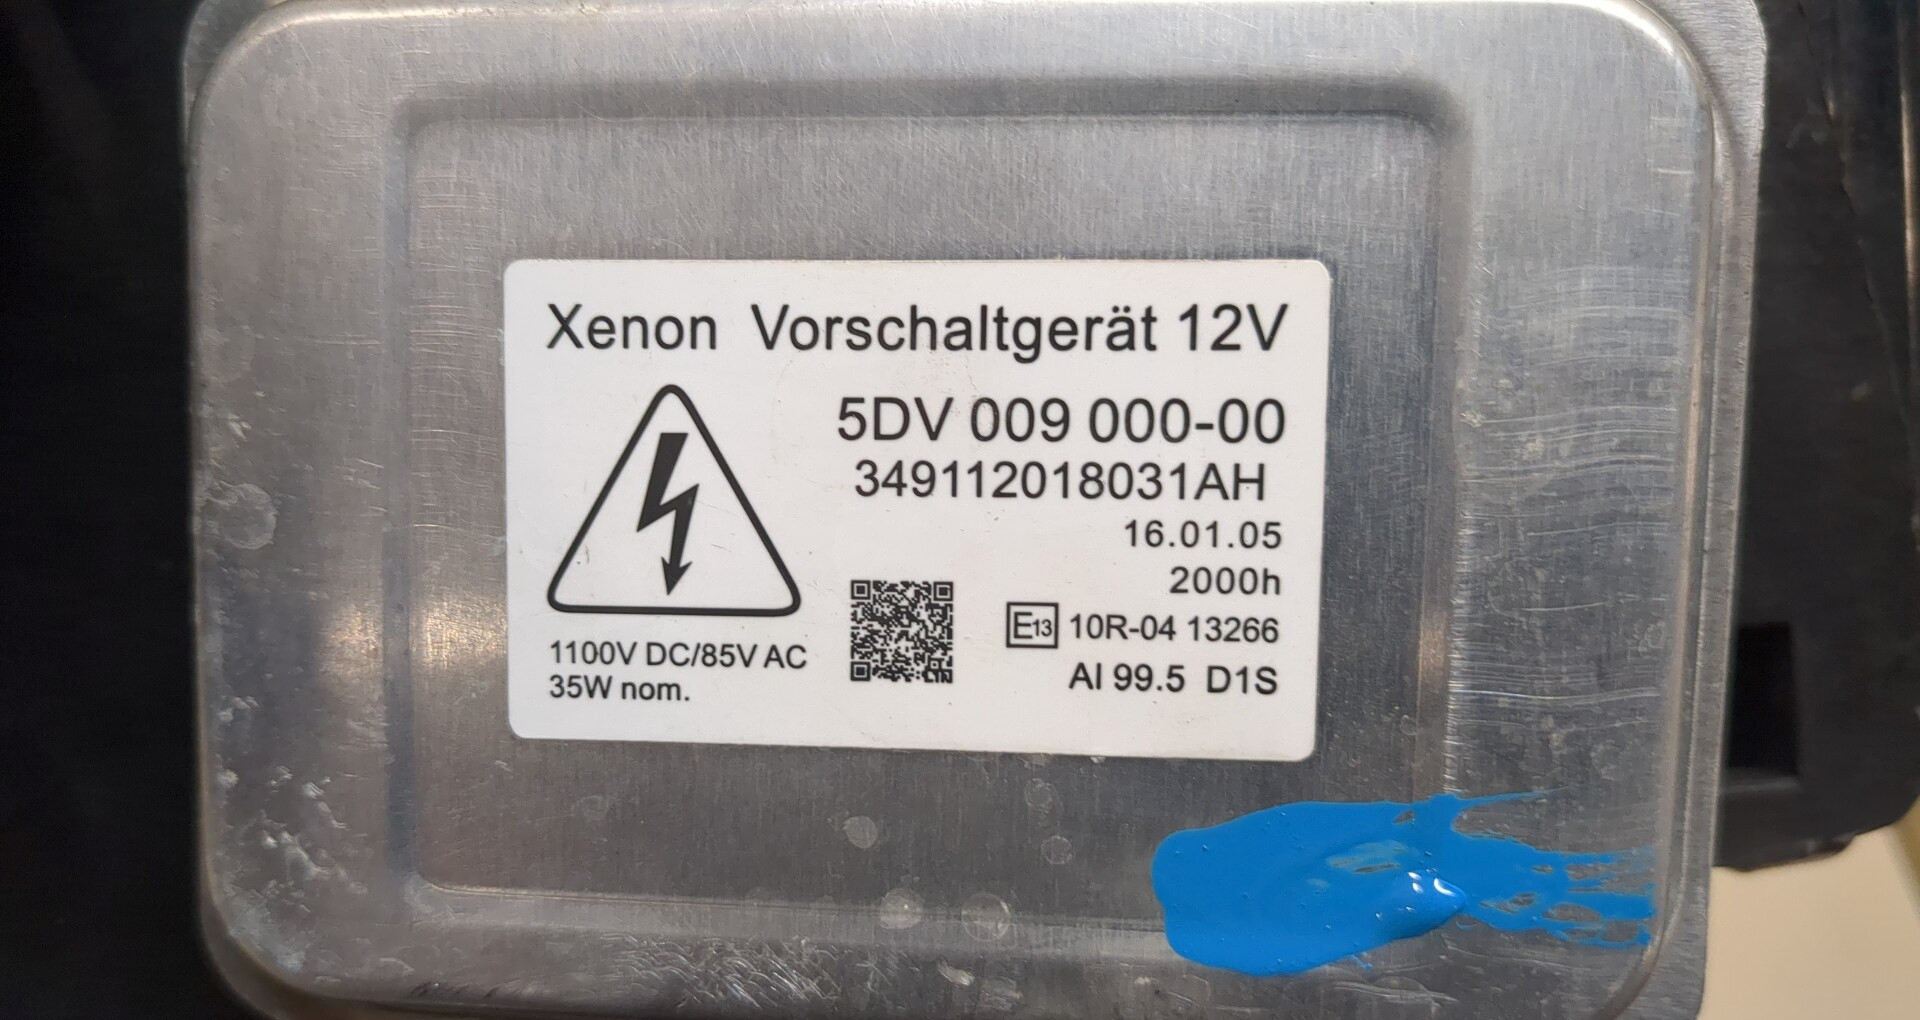 Xenon Vorschaltgerät 12V
5DV 009 000-00
349112018031AH
16.01.05
2000h
E13 10R-04 13266
1100V DC/85V AC
35W nom.
Al 99.5 D1S